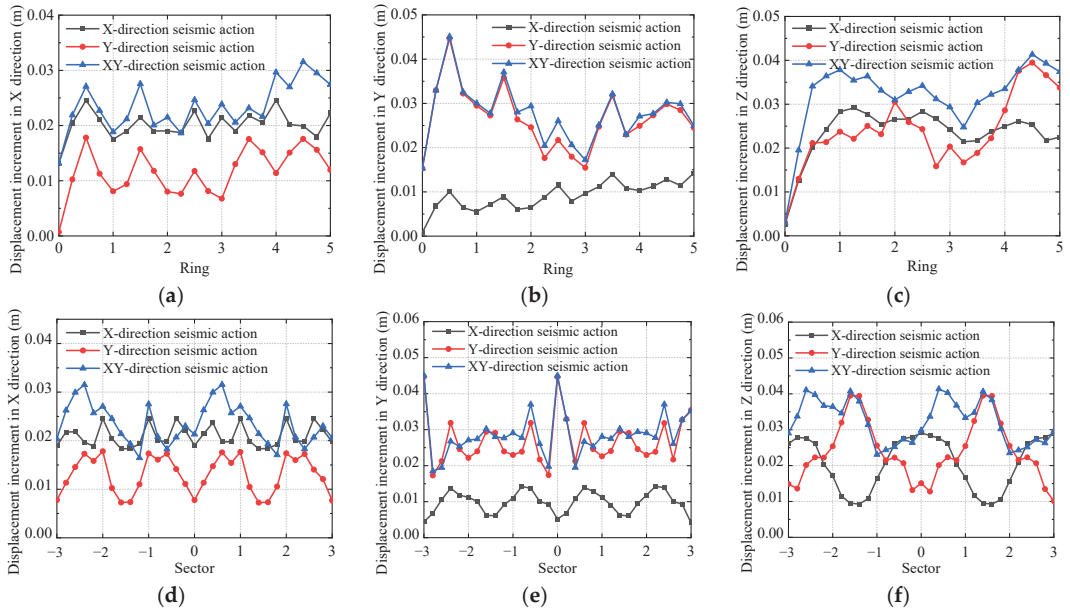 Displacement increment in X direction (m)
0.04
0.03
0.02
0.01
0.00
X-direction seismic action
Y-direction seismic action
XY-direction seismic action
0 1 2 3 4 5
Ring
(a)
Displacement increment in Y direction (m)
0.05
0.04
0.03
0.02
0.01
0.00
X-direction seismic action
Y-direction seismic action
XY-direction seismic action
0 1 2 3 4 5
Ring
(b)
Displacement increment in Z direction (m)
0.05
0.04
0.03
0.02
0.01
0.00
X-direction seismic action
Y-direction seismic action
XY-direction seismic action
0 1 2 3 4 5
Ring
(c)
Displacement increment in X direction (m)
0.04
0.03
0.02
0.01
0.00
X-direction seismic action
Y-direction seismic action
XY-direction seismic action
−3 −2 −1 0 1 2 3
Sector
(d)
Displacement increment in Y direction (m)
0.06
0.05
0.04
0.03
0.02
0.01
0.00
X-direction seismic action
Y-direction seismic action
XY-direction seismic action
−3 −2 −1 0 1 2 3
Sector
(e)
Displacement increment in Z direction (m)
0.06
0.05
0.04
0.03
0.02
0.01
0.00
X-direction seismic action
Y-direction seismic action
XY-direction seismic action
−3 −2 −1 0 1 2 3
Sector
(f)